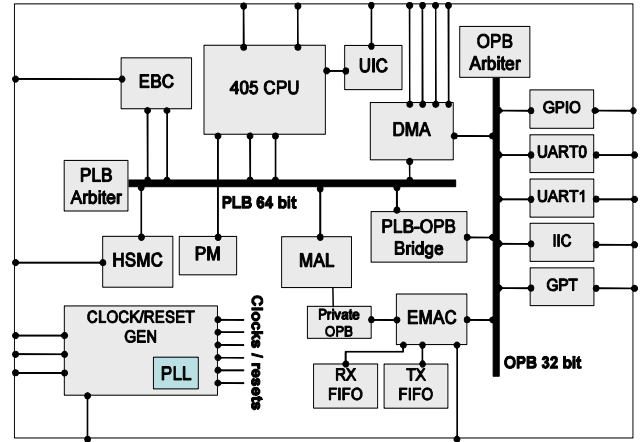 OPB
Arbiter
EBC
405 CPU
UIC
GPIO
DMA
UART0
PLB
Arbiter
PLB 64 bit
UART1
PLB-OPB
Bridge
IIC
HSMC
PM
MAL
GPT
CLOCK/RESET
GEN
PLL
Clocks / resets
Private
OPB
EMAC
OPB 32 bit
RX
FIFO
TX
FIFO